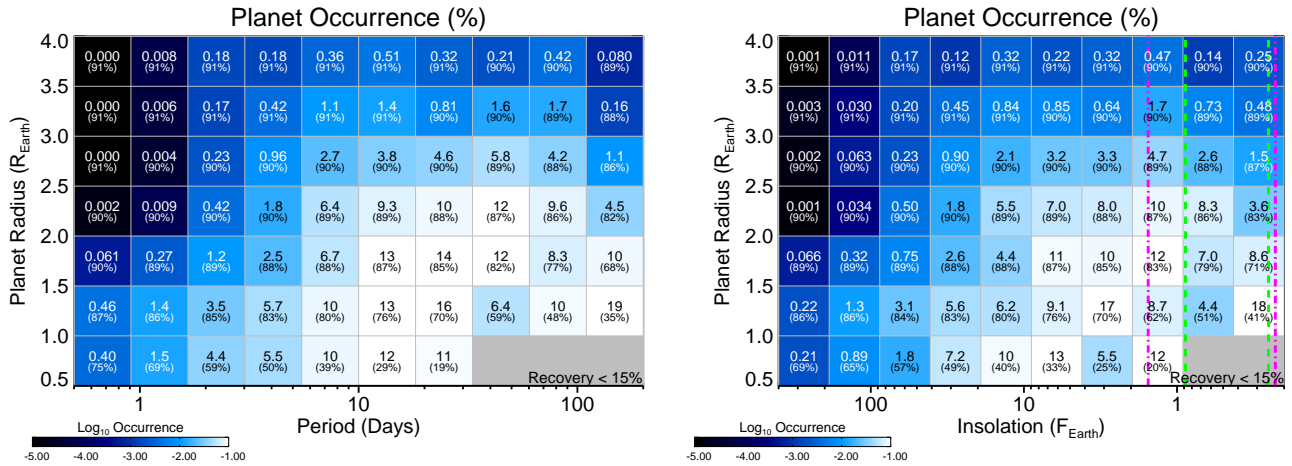 Planet Occurrence (%)
4.0
0.000 0.008 0.18 0.18 0.36 0.51 0.32 0.21 0.42 0.080
(91%) (91%) (91%) (91%) (91%) (91%) (91%) (90%) (90%) (89%)
3.5
0.000 0.006 0.17 0.42 1.1 1.4 0.81 1.6 1.7 0.16
(91%) (91%) (91%) (91%) (91%) (91%) (90%) (90%) (89%) (88%)
3.0
0.000 0.004 0.23 0.96 2.7 3.8 4.6 5.8 4.2 1.1
(91%) (90%) (90%) (90%) (90%) (90%) (90%) (89%) (88%) (86%)
2.5
0.002 0.009 0.42 1.8 6.4 9.3 10 12 9.6 4.5
(90%) (90%) (90%) (90%) (89%) (89%) (88%) (87%) (86%) (82%)
2.0
0.061 0.27 1.2 2.5 6.7 13 14 12 8.3 10
(90%) (89%) (89%) (88%) (88%) (87%) (85%) (82%) (77%) (68%)
1.5
0.46 1.4 3.5 5.7 10 13 16 6.4 10 19
(87%) (86%) (85%) (83%) (80%) (76%) (70%) (59%) (48%) (35%)
1.0
0.40 1.5 4.4 5.5 10 12 11
(75%) (69%) (59%) (50%) (39%) (29%) (19%)
Recovery < 15%
0.5
Planet Radius (R_Earth)
1 10 100
Period (Days)
Log10 Occurrence
-5.00 -4.00 -3.00 -2.00 -1.00
Planet Occurrence (%)
4.0
0.001 0.011 0.17 0.12 0.32 0.22 0.32 0.47 0.14 0.25
(91%) (91%) (91%) (91%) (91%) (91%) (91%) (90%) (90%) (90%)
3.5
0.003 0.030 0.20 0.45 0.84 0.85 0.64 1.7 0.73 0.48
(91%) (91%) (91%) (91%) (91%) (91%) (90%) (90%) (89%) (89%)
3.0
0.002 0.063 0.23 0.90 2.1 3.2 3.3 4.7 2.6 1.5
(90%) (90%) (90%) (90%) (90%) (90%) (90%) (89%) (88%) (87%)
2.5
0.001 0.034 0.50 1.8 5.5 7.0 8.0 10 8.3 3.6
(90%) (90%) (90%) (90%) (89%) (89%) (88%) (87%) (86%) (83%)
2.0
0.066 0.32 0.75 2.6 4.4 11 10 12 7.0 8.6
(89%) (89%) (89%) (88%) (88%) (87%) (85%) (83%) (79%) (71%)
1.5
0.22 1.3 3.1 5.6 6.2 9.1 17 8.7 4.4 18
(86%) (86%) (84%) (83%) (80%) (76%) (70%) (62%) (51%) (41%)
1.0
0.21 0.89 1.8 7.2 10 13 5.5 12
(69%) (65%) (57%) (49%) (40%) (33%) (25%) (20%)
Recovery < 15%
0.5
Planet Radius (R_Earth)
100 10 1
Insolation (F_Earth)
Log10 Occurrence
-5.00 -4.00 -3.00 -2.00 -1.00